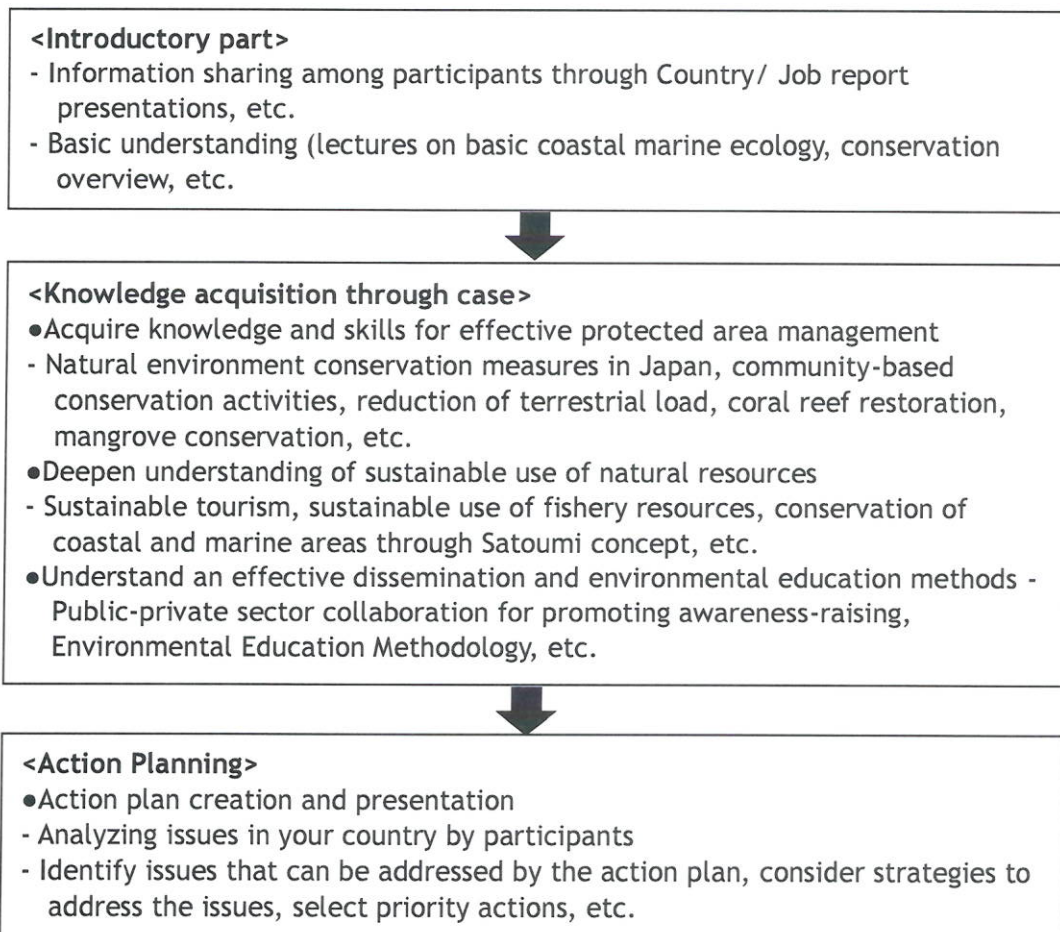 <Introductory part>
- Information sharing among participants through Country/ Job report
presentations, etc.
- Basic understanding (lectures on basic coastal marine ecology, conservation
overview, etc.
<Knowledge acquisition through case>
●Acquire knowledge and skills for effective protected area management
- Natural environment conservation measures in Japan, community-based
conservation activities, reduction of terrestrial load, coral reef restoration,
mangrove conservation, etc.
●Deepen understanding of sustainable use of natural resources
- Sustainable tourism, sustainable use of fishery resources, conservation of
coastal and marine areas through Satoumi concept, etc.
●Understand an effective dissemination and environmental education methods -
Public-private sector collaboration for promoting awareness-raising,
Environmental Education Methodology, etc.
<Action Planning>
●Action plan creation and presentation
- Analyzing issues in your country by participants
- Identify issues that can be addressed by the action plan, consider strategies to
address the issues, select priority actions, etc.